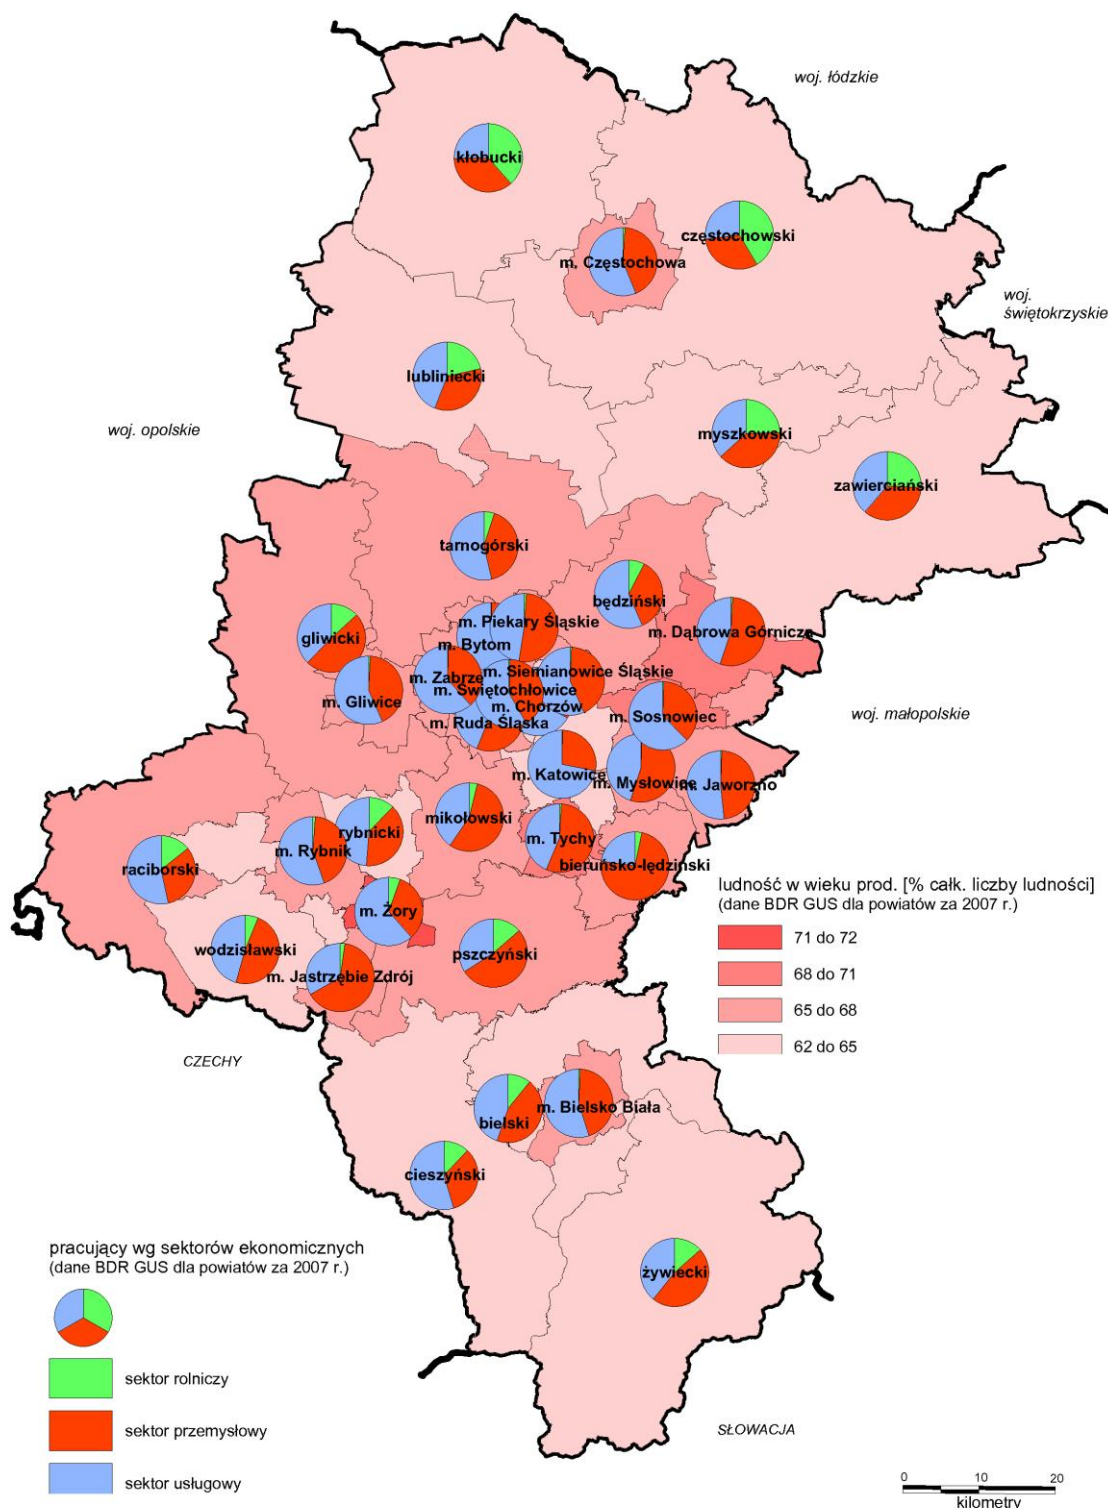 woj. łódzkie
kłobucki
częstochowski
m. Częstochowa
woj.
świętokrzyskie
lubliniecki
woj. opolskie
myszkowski
zawierciański
tarnogórski
będziński
m. Piekary Śląskie
m. Dąbrowa Górnicza
gliwicki
m. Bytom
m. Siemianowice Śląskie
m. Zabrze
m. Świętochłowice
m. Gliwice
m. Chorzów
woj. małopolskie
m. Sosnowiec
m. Ruda Śląska
m. Katowice
m. Mysłowice
m. Jaworzno
mikołowski
rybnicki
m. Tychy
m. Rybnik
bieruńsko-lędziński
raciborski
ludność w wieku prod. [% całk. liczby ludności]
(dane BDR GUS dla powiatów za 2007 r.)
m. Żory
71 do 72
wodzisławski
pszczyński
68 do 71
m. Jastrzębie Zdrój
65 do 68
62 do 65
CZECHY
m. Bielsko Biała
bielski
cieszyński
pracujący wg sektorów ekonomicznych
(dane BDR GUS dla powiatów za 2007 r.)
żywiecki
sektor rolniczy
sektor przemysłowy
SŁOWACJA
sektor usługowy
0 10 20
kilometry